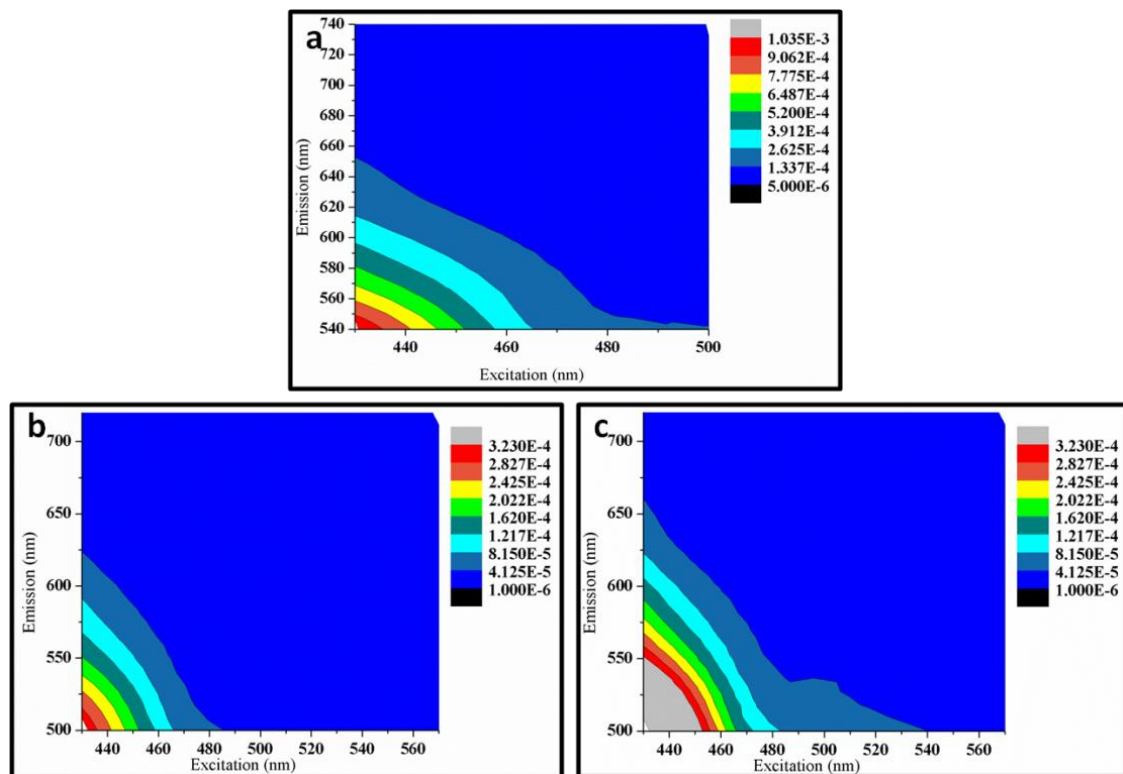 a
740
720
700
680
660
640
620
600
580
560
540
Emission (nm)
440 460 480 500
Excitation (nm)
1.035E-3
9.062E-4
7.775E-4
6.487E-4
5.200E-4
3.912E-4
2.625E-4
1.337E-4
5.000E-6
b
700
650
600
550
500
Emission (nm)
440 460 480 500 520 540 560
Excitation (nm)
3.230E-4
2.827E-4
2.425E-4
2.022E-4
1.620E-4
1.217E-4
8.150E-5
4.125E-5
1.000E-6
c
700
650
600
550
500
Emission (nm)
440 460 480 500 520 540 560
Excitation (nm)
3.230E-4
2.827E-4
2.425E-4
2.022E-4
1.620E-4
1.217E-4
8.150E-5
4.125E-5
1.000E-6